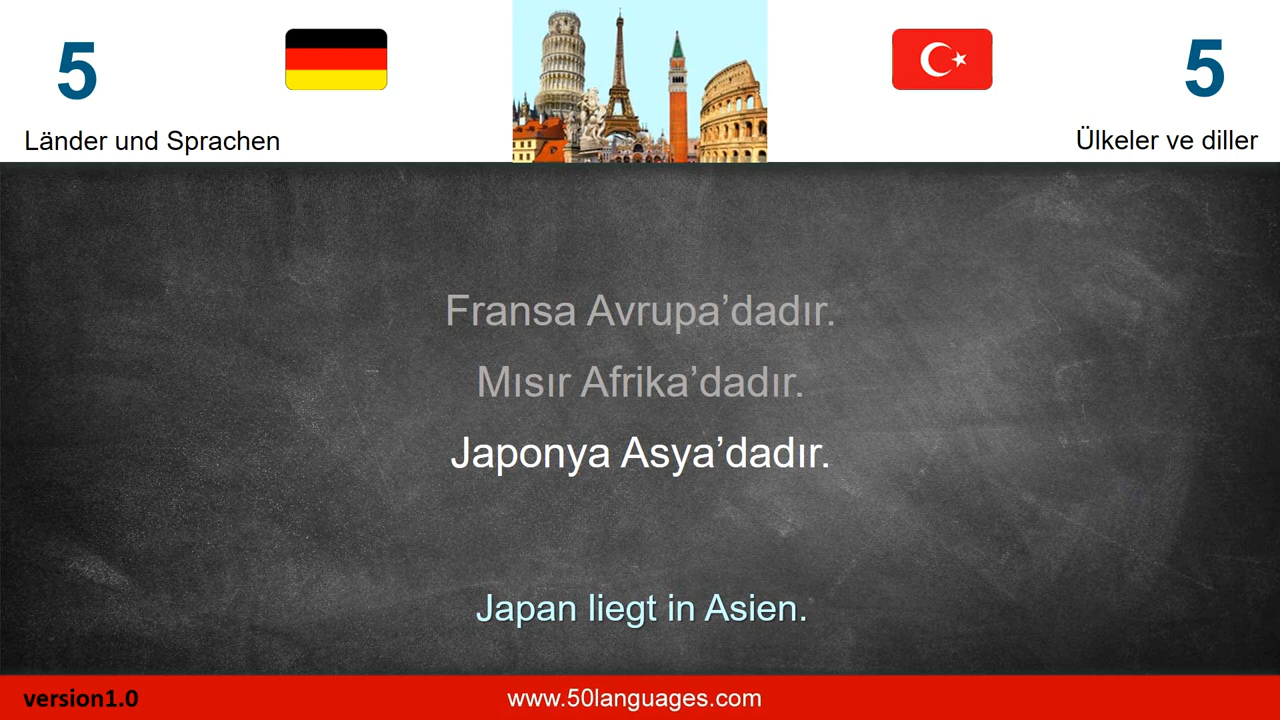 5
5
Länder und Sprachen
Ülkeler ve diller
Fransa Avrupa’dadır.
Mısır Afrika’dadır.
Japonya Asya’dadır.
Japan liegt in Asien.
version1.0
www.50languages.com